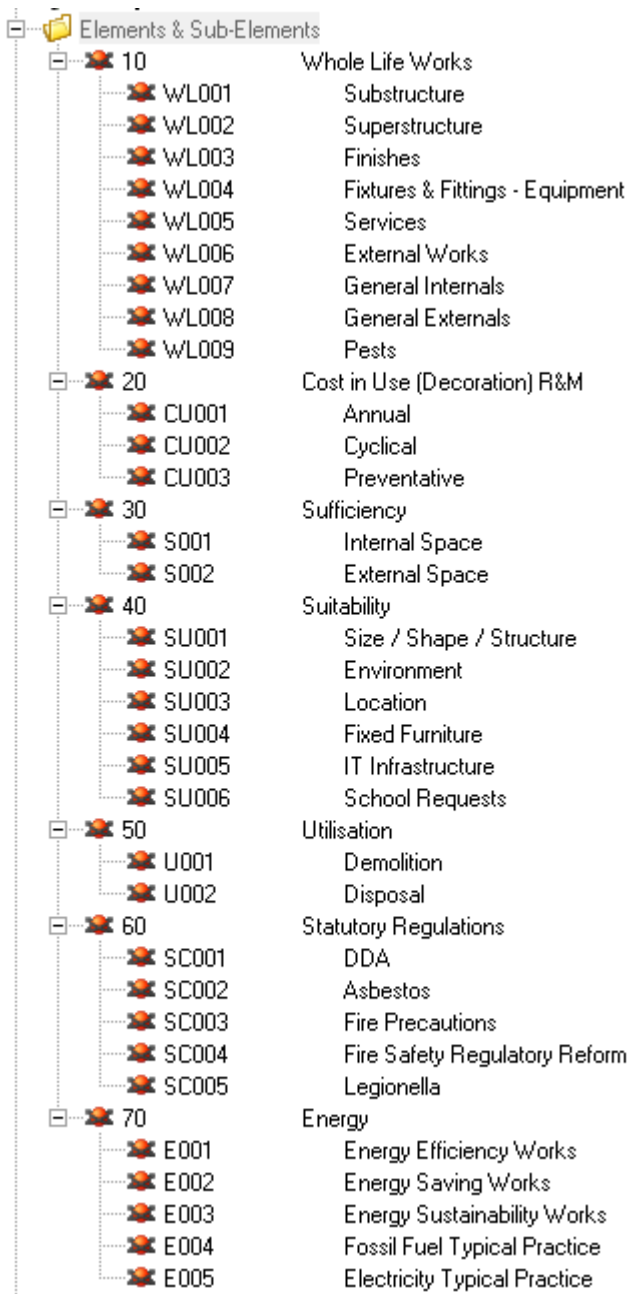 Elements & Sub-Elements
10 Whole Life Works
WL001 Substructure
WL002 Superstructure
WL003 Finishes
WL004 Fixtures & Fittings - Equipment
WL005 Services
WL006 External Works
WL007 General Internals
WL008 General Externals
WL009 Pests
20 Cost in Use (Decoration) R&M
CU001 Annual
CU002 Cyclical
CU003 Preventative
30 Sufficiency
S001 Internal Space
S002 External Space
40 Suitability
SU001 Size / Shape / Structure
SU002 Environment
SU003 Location
SU004 Fixed Furniture
SU005 IT Infrastructure
SU006 School Requests
50 Utilisation
U001 Demolition
U002 Disposal
60 Statutory Regulations
SC001 DDA
SC002 Asbestos
SC003 Fire Precautions
SC004 Fire Safety Regulatory Reform
SC005 Legionella
70 Energy
E001 Energy Efficiency Works
E002 Energy Saving Works
E003 Energy Sustainability Works
E004 Fossil Fuel Typical Practice
E005 Electricity Typical Practice